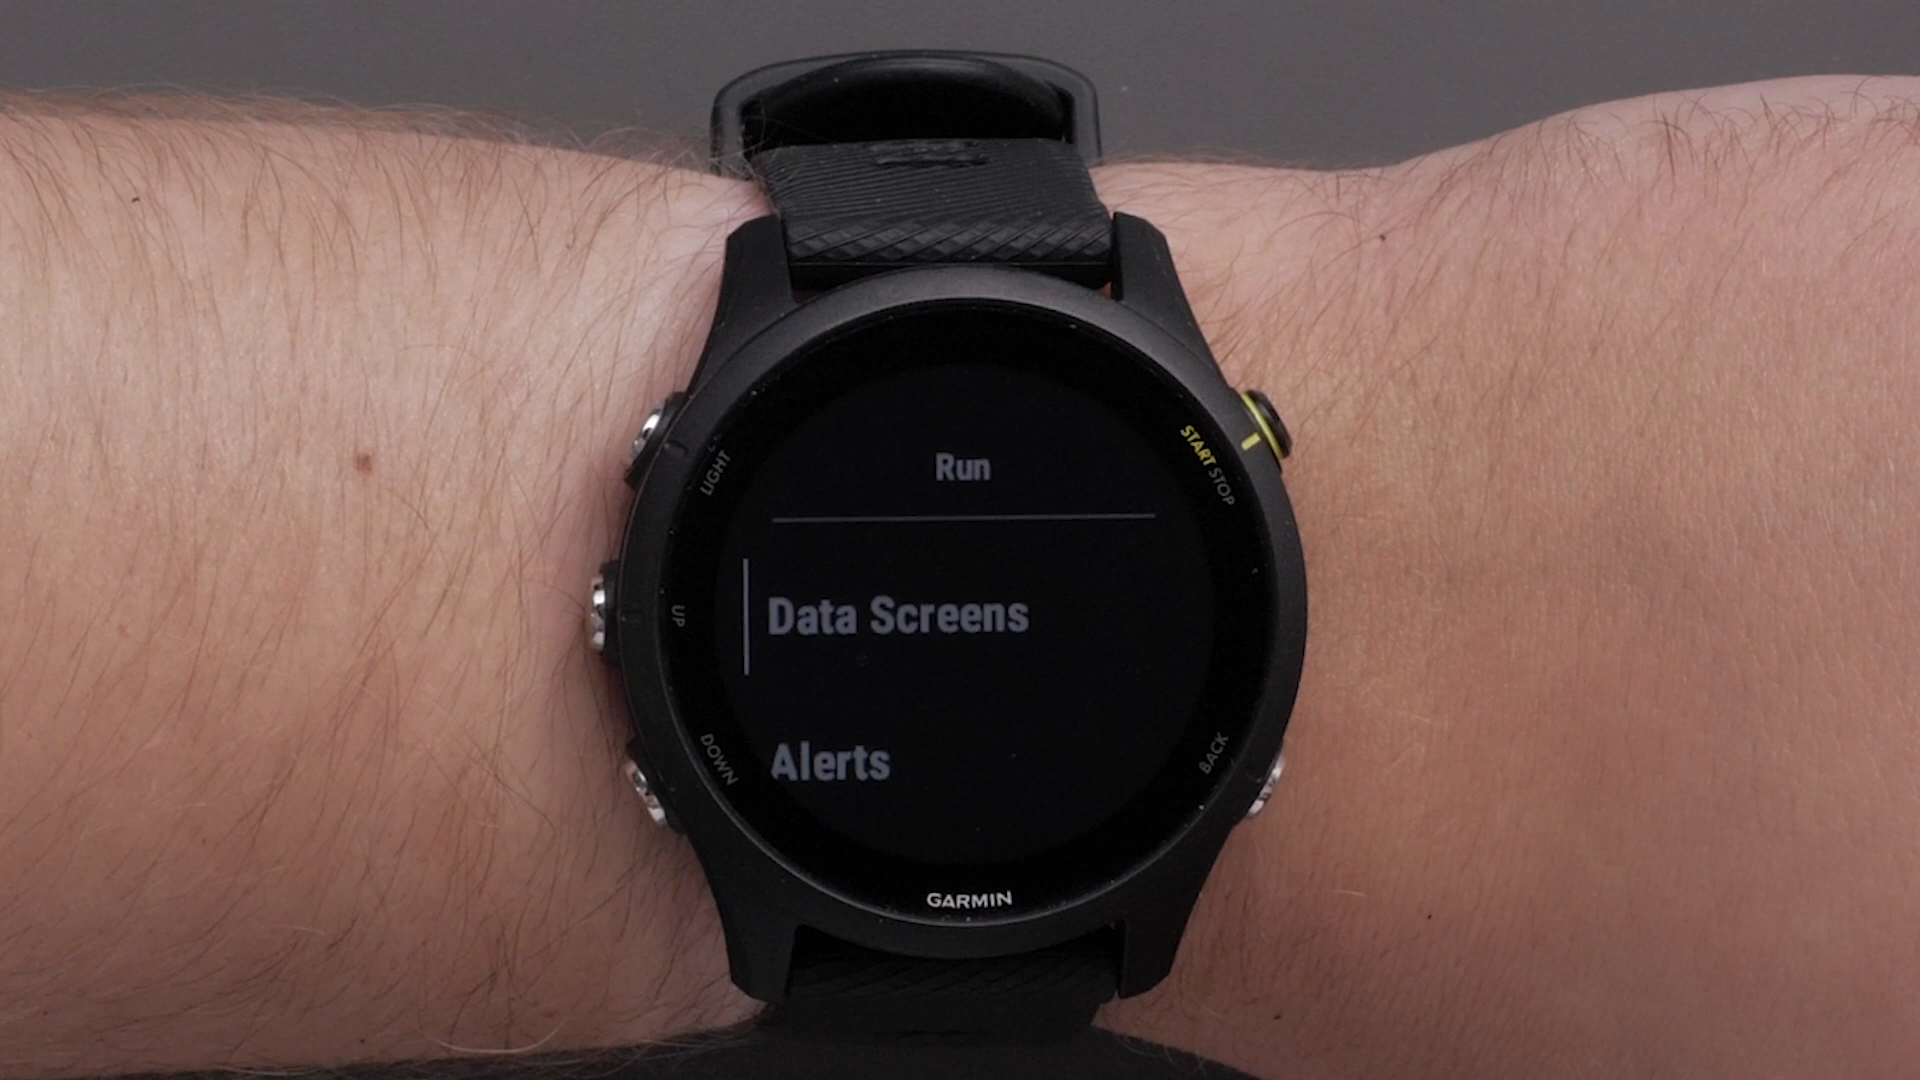 Run
START STOP
LIGHT
Data Screens
UP
Alerts
DOWN
BACK
GARMIN